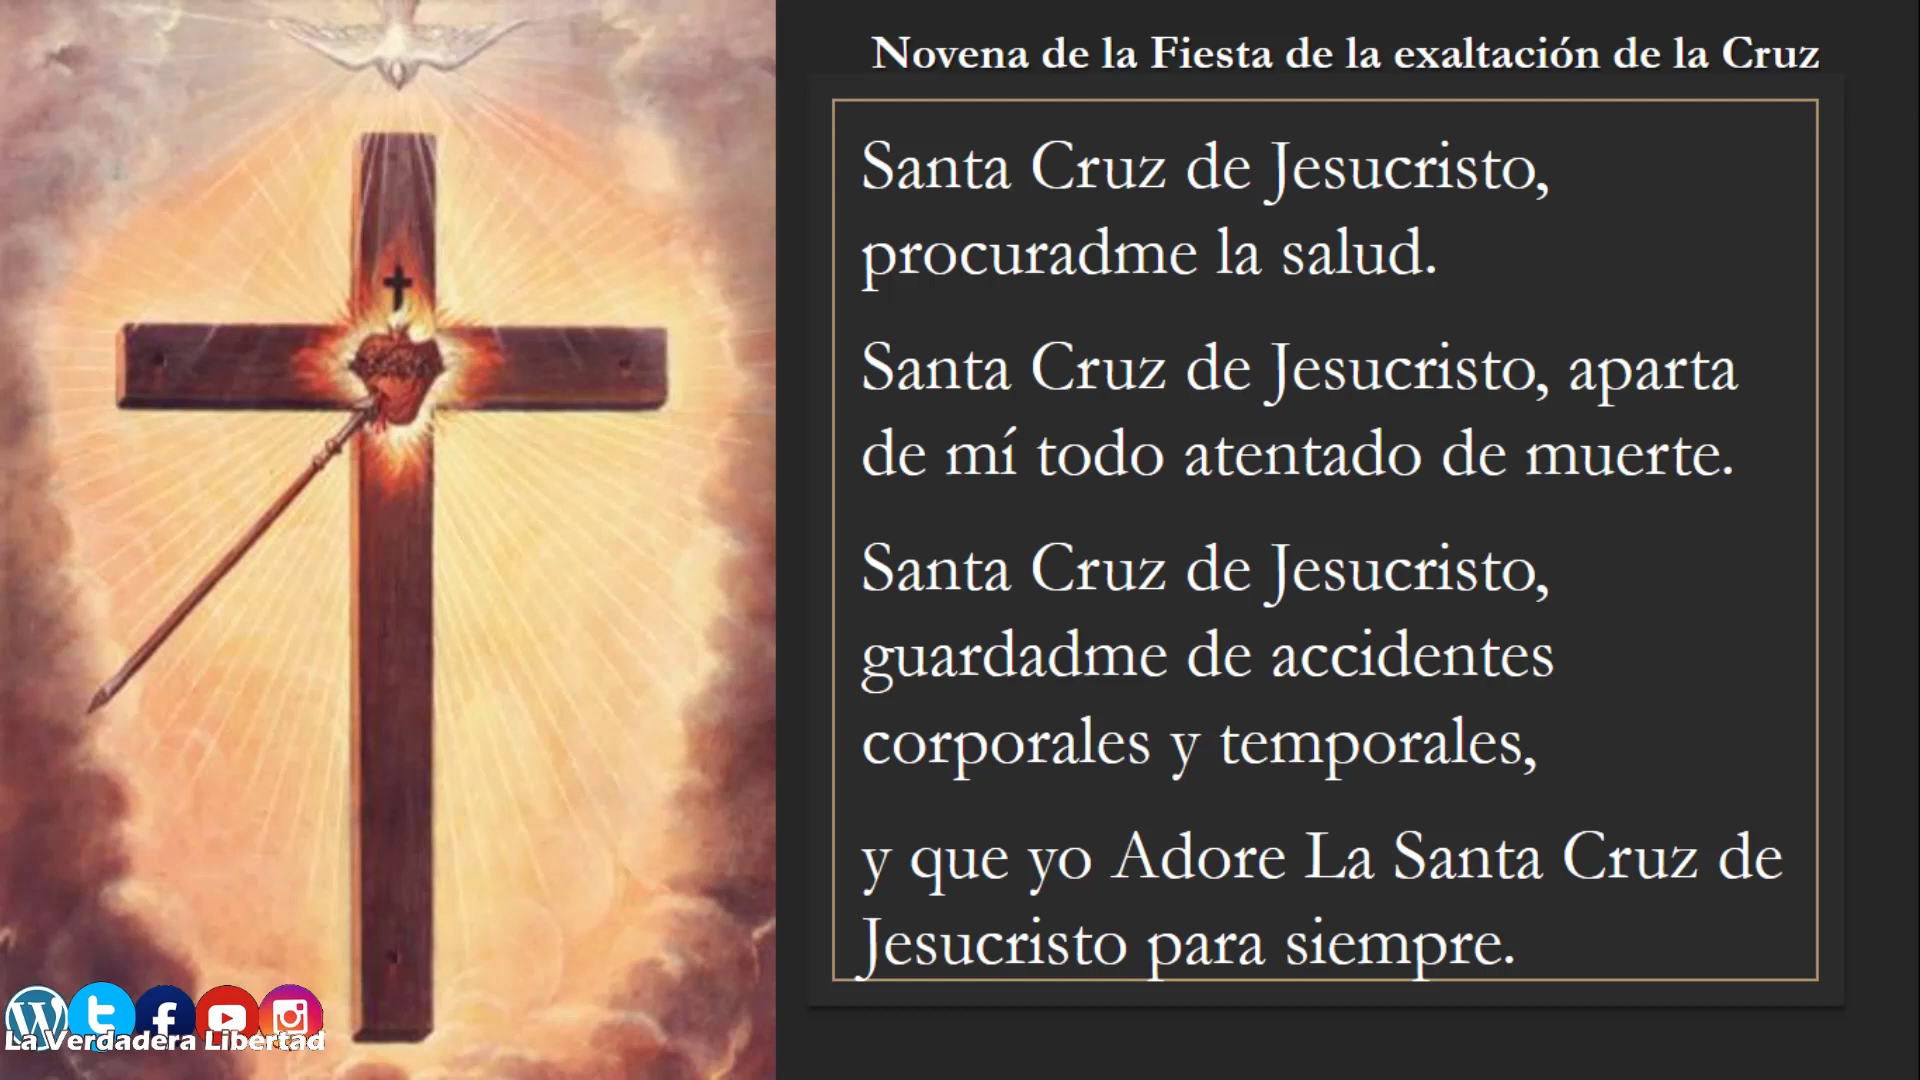 Novena de la Fiesta de la exaltación de la Cruz
Santa Cruz de Jesucristo,
procuradme la salud.
Santa Cruz de Jesucristo, aparta
de mí todo atentado de muerte.
Santa Cruz de Jesucristo,
guardadme de accidentes
corporales y temporales,
y que yo Adore La Santa Cruz de
Jesucristo para siempre.
La Verdadera Libertad